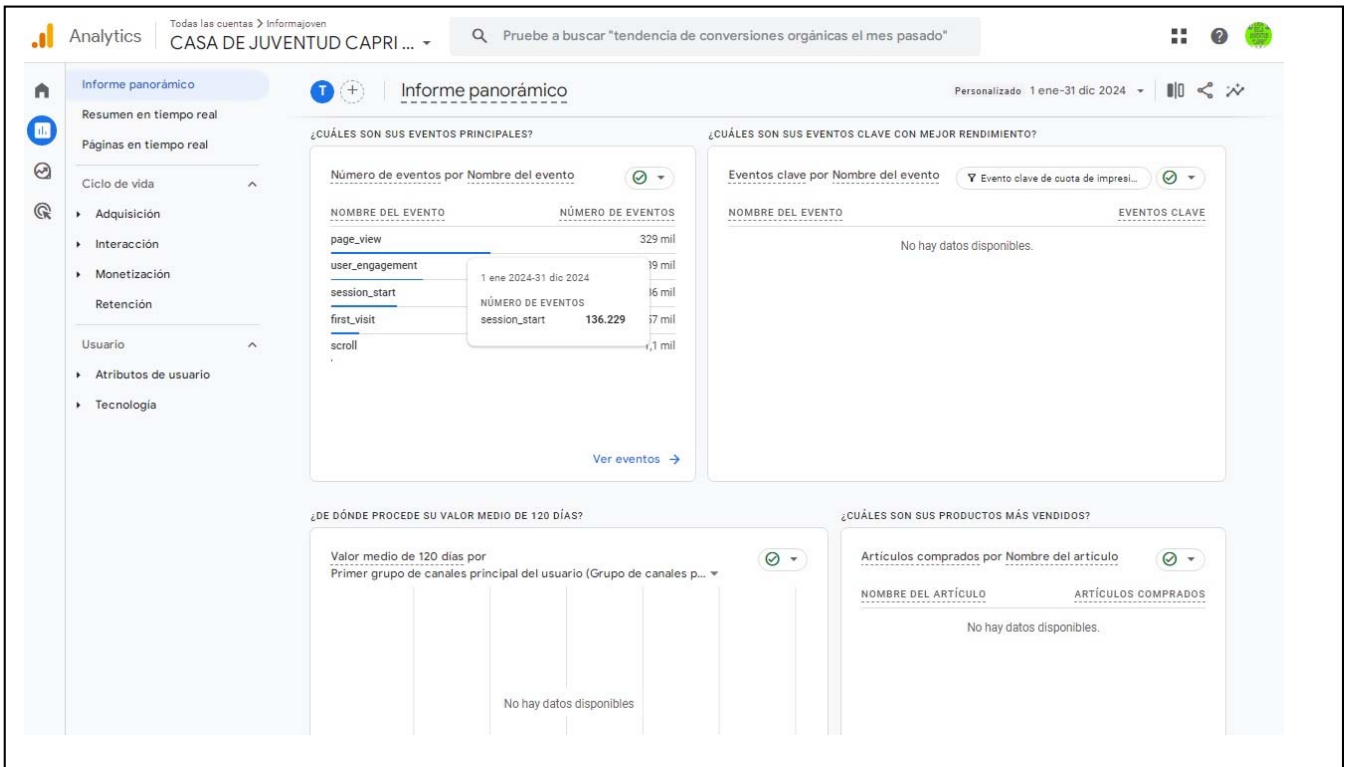 Todas las cuentas > Informajoven
Analytics
CASA DE JUVENTUD CAPRI ...
Pruebe a buscar "tendencia de conversiones orgánicas el mes pasado"
Informe panorámico
Resumen en tiempo real
Páginas en tiempo real
Ciclo de vida
Adquisición
Interacción
Monetización
Retención
Usuario
Atributos de usuario
Tecnología
T
Informe panorámico
Personalizado 1 ene-31 dic 2024
¿CUÁLES SON SUS EVENTOS PRINCIPALES?
Número de eventos por Nombre del evento
NOMBRE DEL EVENTO NÚMERO DE EVENTOS
page_view 329 mil
user_engagement mil
session_start mil
first_visit mil
scroll mil
1 ene 2024-31 dic 2024
NÚMERO DE EVENTOS
session_start 136.229
Ver eventos →
¿CUÁLES SON SUS EVENTOS CLAVE CON MEJOR RENDIMIENTO?
Eventos clave por Nombre del evento
Evento clave de cuota de impresi...
NOMBRE DEL EVENTO EVENTOS CLAVE
No hay datos disponibles.
¿DE DÓNDE PROCEDE SU VALOR MEDIO DE 120 DÍAS?
Valor medio de 120 días por
Primer grupo de canales principal del usuario (Grupo de canales p...
No hay datos disponibles
¿CUÁLES SON SUS PRODUCTOS MÁS VENDIDOS?
Artículos comprados por Nombre del artículo
NOMBRE DEL ARTÍCULO ARTÍCULOS COMPRADOS
No hay datos disponibles.